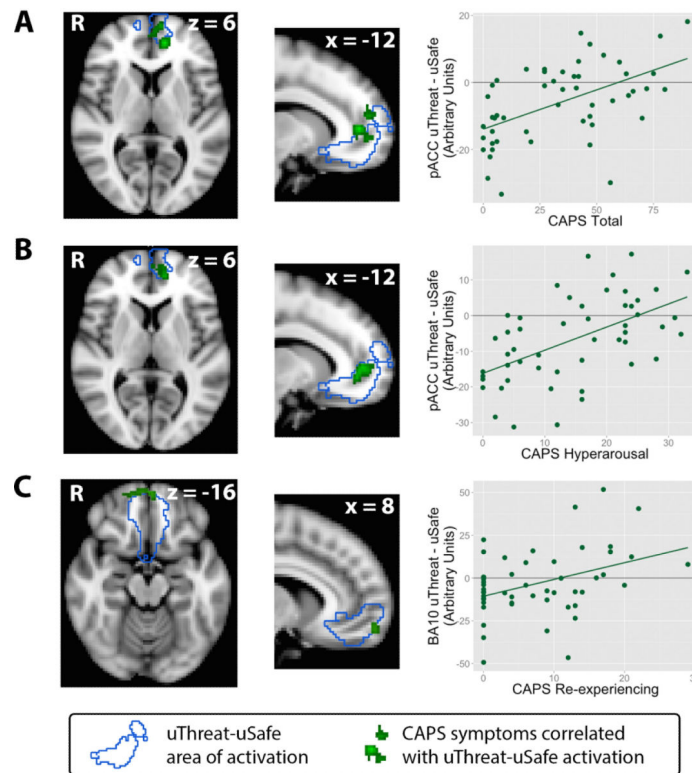 A
R
z = 6
x = -12
pACC uThreat - uSafe
(Arbitrary Units)
20
0
-20
0
25
50
75
CAPS Total
B
R
z = 6
x = -12
pACC uThreat - uSafe
(Arbitrary Units)
10
0
-10
-20
-30
0
10
20
30
CAPS Hyperarousal
C
R
z = -16
x = 8
BA10 uThreat - uSafe
(Arbitrary Units)
50
25
0
-25
-50
0
10
20
CAPS Re-experiencing
uThreat-uSafe
area of activation
CAPS symptoms correlated
with uThreat-uSafe activation